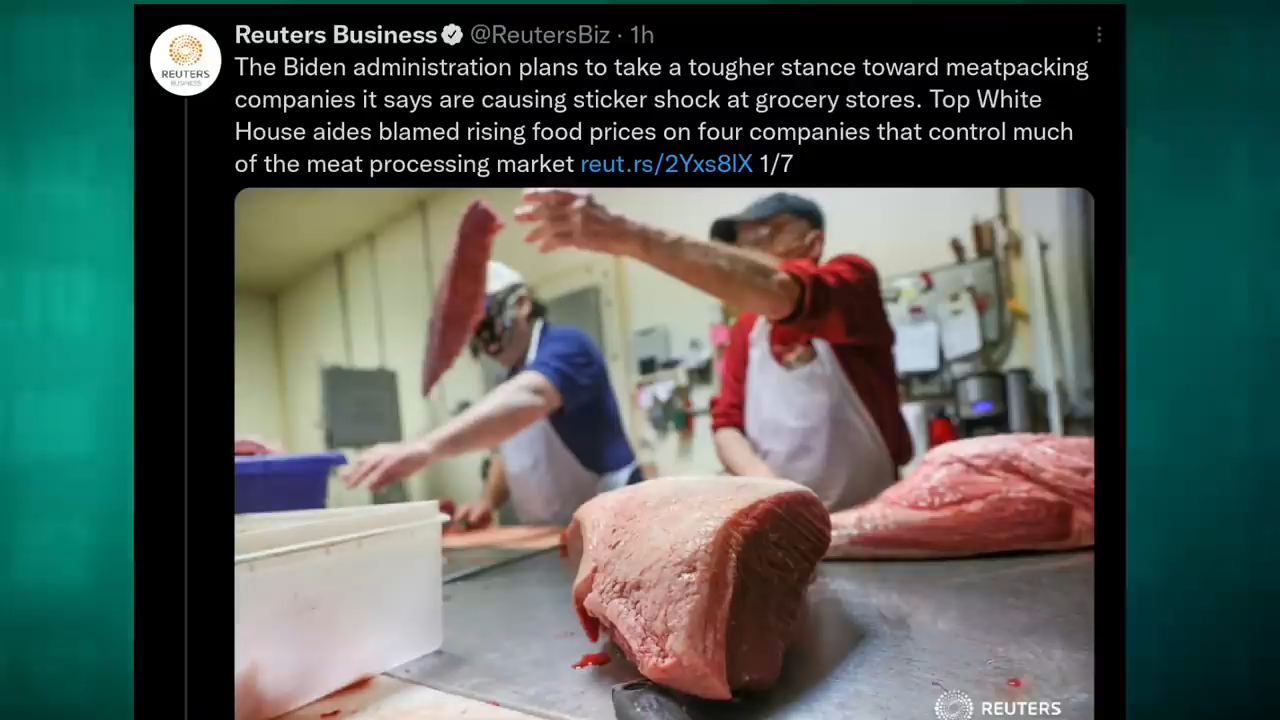 Reuters Business @ReutersBiz · 1h
The Biden administration plans to take a tougher stance toward meatpacking
companies it says are causing sticker shock at grocery stores. Top White
House aides blamed rising food prices on four companies that control much
of the meat processing market reut.rs/2Yxs8lX 1/7
REUTERS
BUSINESS
REUTERS